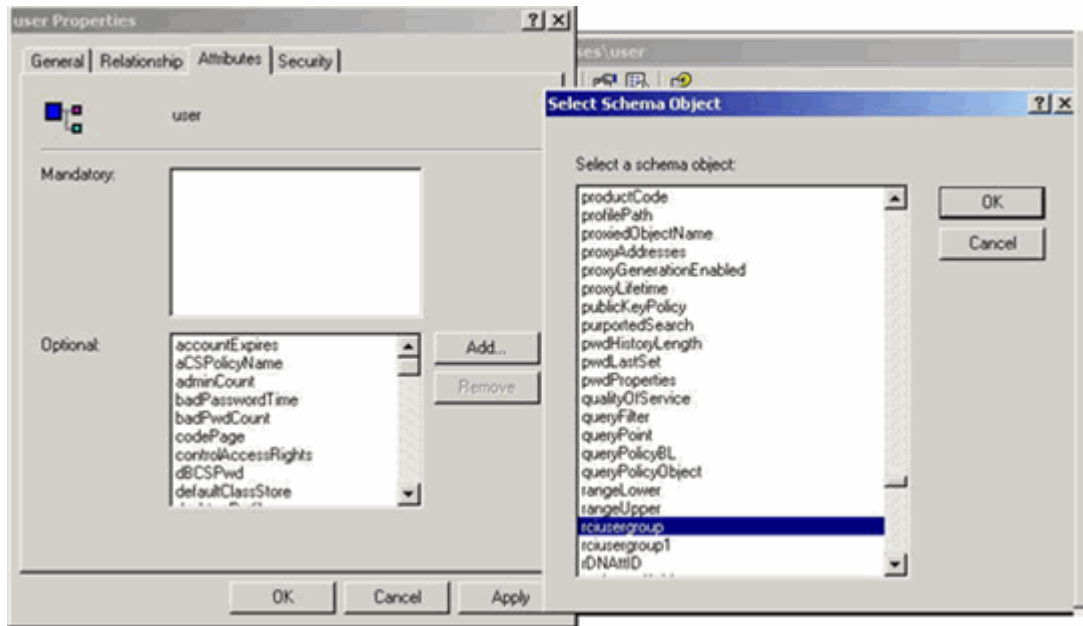 user Properties
General
Relationship
Attributes
Security
user
Mandatory:
Optional:
accountExpires
aCSPolicyName
adminCount
badPasswordTime
badPwdCount
codePage
controlAccessRights
dBCSPwd
defaultClassStore
Add...
Remove
OK
Cancel
Apply
ses\user
Select Schema Object
Select a schema object:
productCode
profilePath
proxiedObjectName
proxyAddresses
proxyGenerationEnabled
proxyLifetime
publicKeyPolicy
purportedSearch
pwdHistoryLength
pwdLastSet
pwdProperties
qualityOfService
queryFilter
queryPoint
queryPolicyBL
queryPolicyObject
rangeLower
rangeUpper
rciusergroup
rciusergroup1
rDNAttID
OK
Cancel